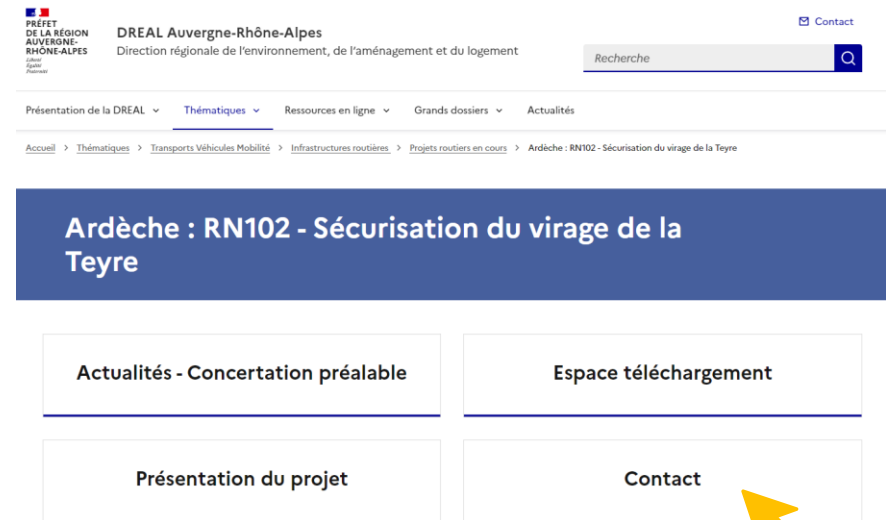 PRÉFET
DE LA RÉGION
AUVERGNE-
RHÔNE-ALPES
Liberté
Égalité
Fraternité
DREAL Auvergne-Rhône-Alpes
Direction régionale de l'environnement, de l'aménagement et du logement
Contact
Recherche
Présentation de la DREAL Thématiques Ressources en ligne Grands dossiers Actualités
Accueil > Thématiques > Transports Véhicules Mobilité > Infrastructures routières > Projets routiers en cours > Ardèche : RN102 - Sécurisation du virage de la Teyre
Ardèche : RN102 - Sécurisation du virage de la
Teyre
Actualités - Concertation préalable
Espace téléchargement
Présentation du projet
Contact